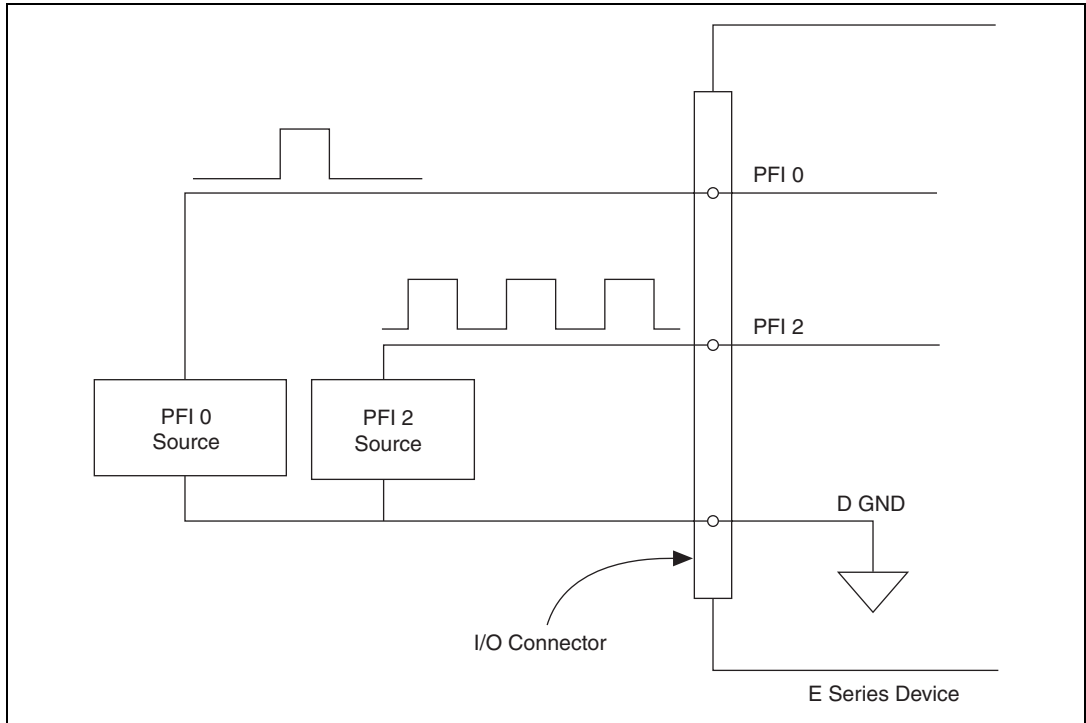 PFI 0
PFI 2
PFI 0
Source
PFI 2
Source
D GND
I/O Connector
E Series Device